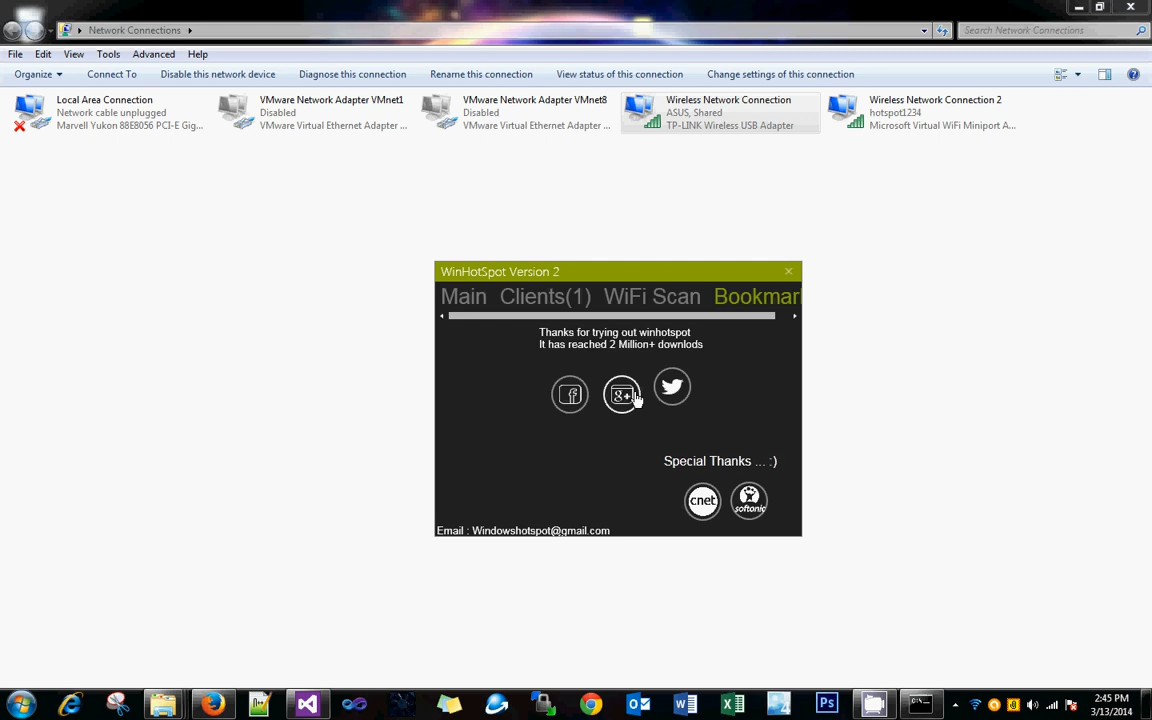 Network Connections
Search Network Connections
File Edit View Tools Advanced Help
Organize Connect To Disable this network device Diagnose this connection Rename this connection View status of this connection Change settings of this connection
Local Area Connection
Network cable unplugged
Marvell Yukon 88E8056 PCI-E Gig...
VMware Network Adapter VMnet1
Disabled
VMware Virtual Ethernet Adapter ...
VMware Network Adapter VMnet8
Disabled
VMware Virtual Ethernet Adapter ...
Wireless Network Connection
ASUS, Shared
TP-LINK Wireless USB Adapter
Wireless Network Connection 2
hotspot1234
Microsoft Virtual WiFi Miniport A...
WinHotSpot Version 2
Main Clients(1) WiFi Scan Bookmar
Thanks for trying out winhotspot
It has reached 2 Million+ downlods
f g+
Special Thanks ... :)
cnet softonic
Email : Windowshotspot@gmail.com
Ps
2:45 PM
3/13/2014